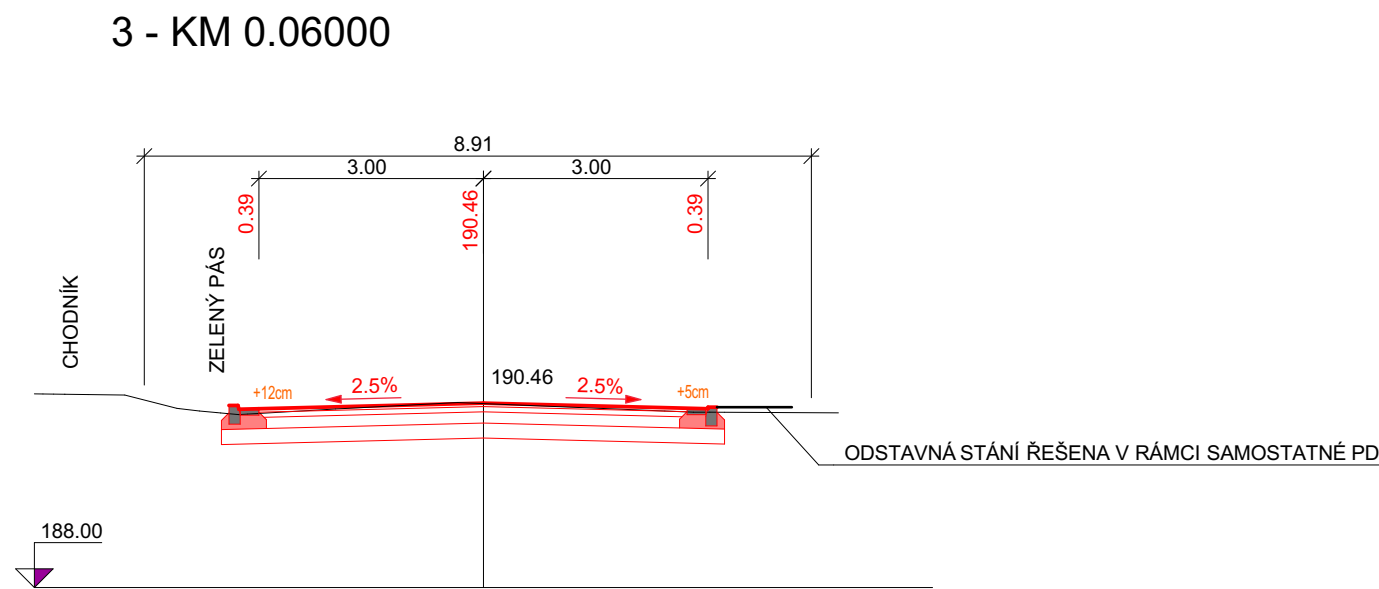 3 - KM 0.06000
8.91
3.00
3.00
0.39
190.46
0.39
CHODNÍK
ZELENÝ PÁS
+12cm
2.5%
190.46
2.5%
+5cm
ODSTAVNÁ STÁNÍ ŘEŠENA V RÁMCI SAMOSTATNÉ PD
188.00